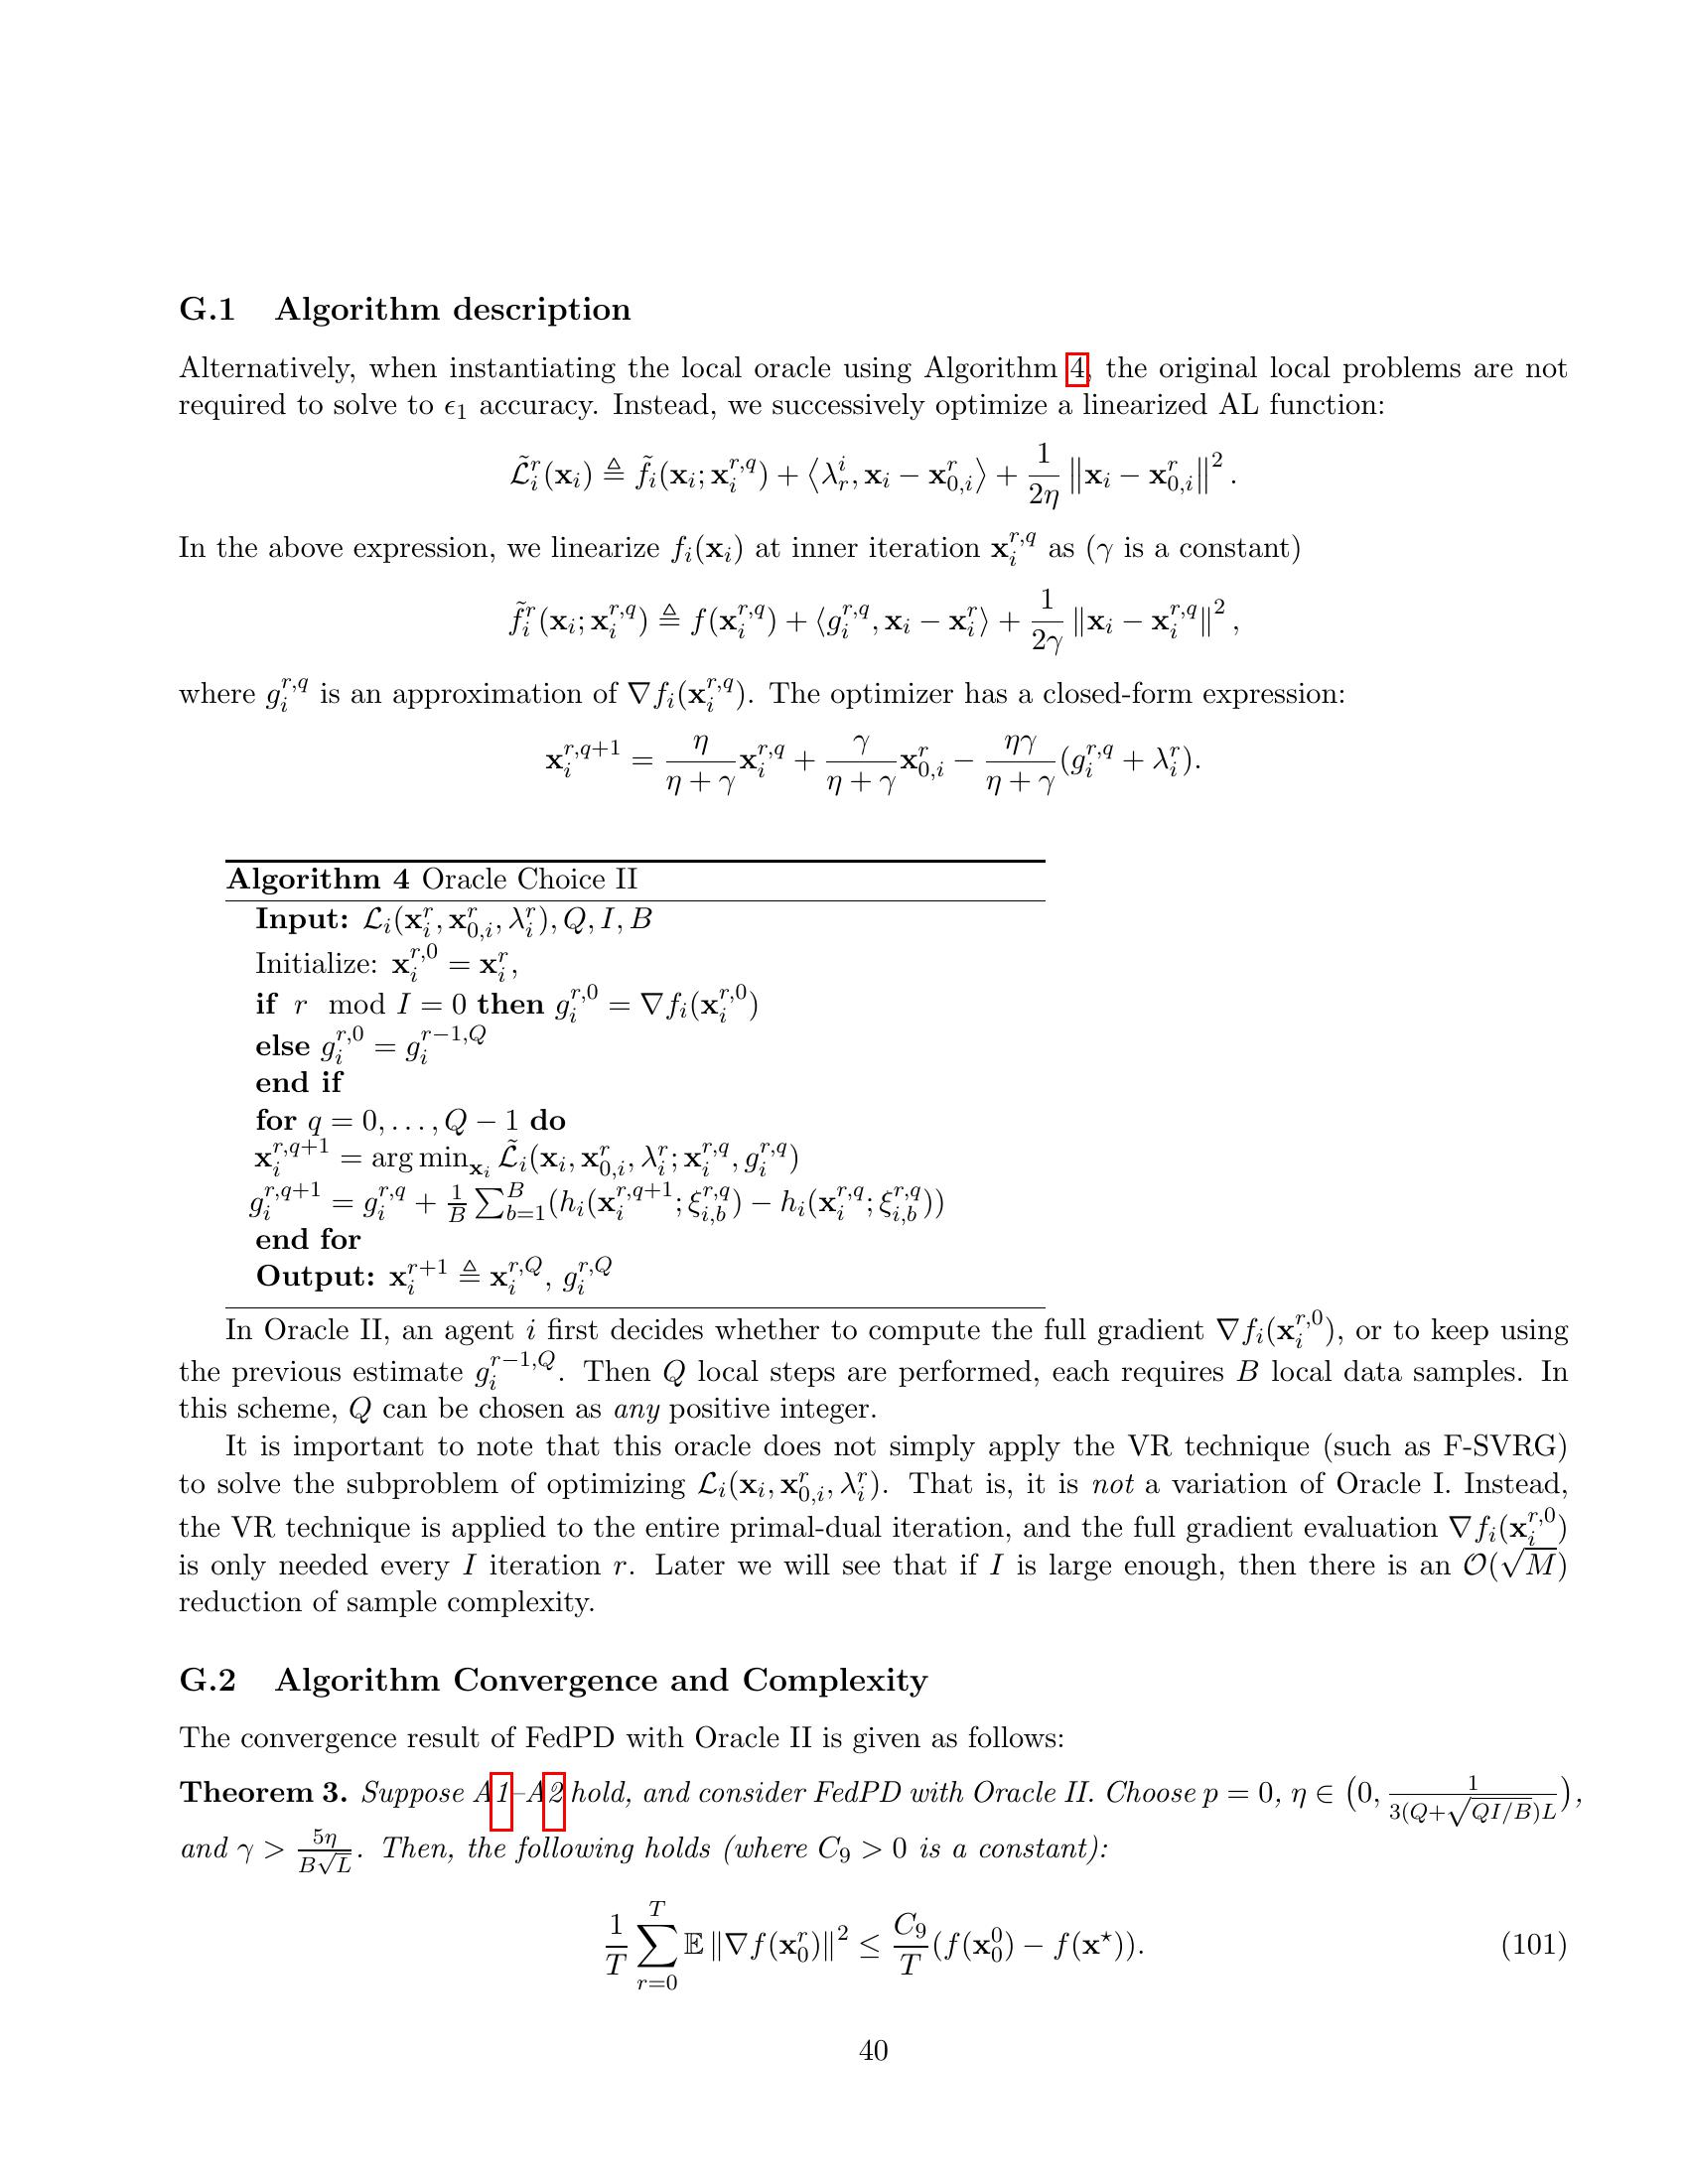 G.1 Algorithm description
Alternatively, when instantiating the local oracle using Algorithm 4, the original local problems are not
required to solve to ϵ₁ accuracy. Instead, we successively optimize a linearized AL function:
$\tilde{\mathcal{L}}_i^r(\mathbf{x}_i) \triangleq \tilde{f}_i(\mathbf{x}_i; \mathbf{x}_i^{r,q}) + \langle \lambda_r^i, \mathbf{x}_i - \mathbf{x}_{0,i}^r \rangle + \frac{1}{2\eta} \|\mathbf{x}_i - \mathbf{x}_{0,i}^r\|^2 .$
In the above expression, we linearize $f_i(\mathbf{x}_i)$ at inner iteration $\mathbf{x}_i^{r,q}$ as ($\gamma$ is a constant)
$\tilde{f}_i^r(\mathbf{x}_i; \mathbf{x}_i^{r,q}) \triangleq f(\mathbf{x}_i^{r,q}) + \langle g_i^{r,q}, \mathbf{x}_i - \mathbf{x}_i^r \rangle + \frac{1}{2\gamma} \|\mathbf{x}_i - \mathbf{x}_i^{r,q}\|^2 ,$
where $g_i^{r,q}$ is an approximation of $\nabla f_i(\mathbf{x}_i^{r,q})$. The optimizer has a closed-form expression:
$\mathbf{x}_i^{r,q+1} = \frac{\eta}{\eta+\gamma} \mathbf{x}_i^{r,q} + \frac{\gamma}{\eta+\gamma} \mathbf{x}_{0,i}^r - \frac{\eta\gamma}{\eta+\gamma} (g_i^{r,q} + \lambda_i^r).$
Algorithm 4 Oracle Choice II
Input: $\mathcal{L}_i(\mathbf{x}_i^r, \mathbf{x}_{0,i}^r, \lambda_i^r), Q, I, B$
Initialize: $\mathbf{x}_i^{r,0} = \mathbf{x}_i^r$,
if $r \mod I = 0$ then $g_i^{r,0} = \nabla f_i(\mathbf{x}_i^{r,0})$
else $g_i^{r,0} = g_i^{r-1,Q}$
end if
for $q = 0, \ldots, Q - 1$ do
$\mathbf{x}_i^{r,q+1} = \arg\min_{\mathbf{x}_i} \tilde{\mathcal{L}}_i(\mathbf{x}_i, \mathbf{x}_{0,i}^r, \lambda_i^r; \mathbf{x}_i^{r,q}, g_i^{r,q})$
$g_i^{r,q+1} = g_i^{r,q} + \frac{1}{B} \sum_{b=1}^{B} (h_i(\mathbf{x}_i^{r,q+1}; \xi_{i,b}^{r,q}) - h_i(\mathbf{x}_i^{r,q}; \xi_{i,b}^{r,q}))$
end for
Output: $\mathbf{x}_i^{r+1} \triangleq \mathbf{x}_i^{r,Q}, g_i^{r,Q}$
In Oracle II, an agent $i$ first decides whether to compute the full gradient $\nabla f_i(\mathbf{x}_i^{r,0})$, or to keep using
the previous estimate $g_i^{r-1,Q}$. Then $Q$ local steps are performed, each requires $B$ local data samples. In
this scheme, $Q$ can be chosen as any positive integer.
It is important to note that this oracle does not simply apply the VR technique (such as F-SVRG)
to solve the subproblem of optimizing $\mathcal{L}_i(\mathbf{x}_i, \mathbf{x}_{0,i}^r, \lambda_i^r)$. That is, it is not a variation of Oracle I. Instead,
the VR technique is applied to the entire primal-dual iteration, and the full gradient evaluation $\nabla f_i(\mathbf{x}_i^{r,0})$
is only needed every $I$ iteration $r$. Later we will see that if $I$ is large enough, then there is an $\mathcal{O}(\sqrt{M})$
reduction of sample complexity.
G.2 Algorithm Convergence and Complexity
The convergence result of FedPD with Oracle II is given as follows:
Theorem 3. Suppose A1–A2 hold, and consider FedPD with Oracle II. Choose $p = 0$, $\eta \in \left(0, \frac{1}{3(Q+\sqrt{QI/B})L}\right)$,
and $\gamma > \frac{5\eta}{B\sqrt{L}}$. Then, the following holds (where $C_9 > 0$ is a constant):
$\frac{1}{T} \sum_{r=0}^{T} \mathbb{E} \|\nabla f(\mathbf{x}_0^r)\|^2 \leq \frac{C_9}{T} (f(\mathbf{x}_0^0) - f(\mathbf{x}^\star)).$ (101)
40